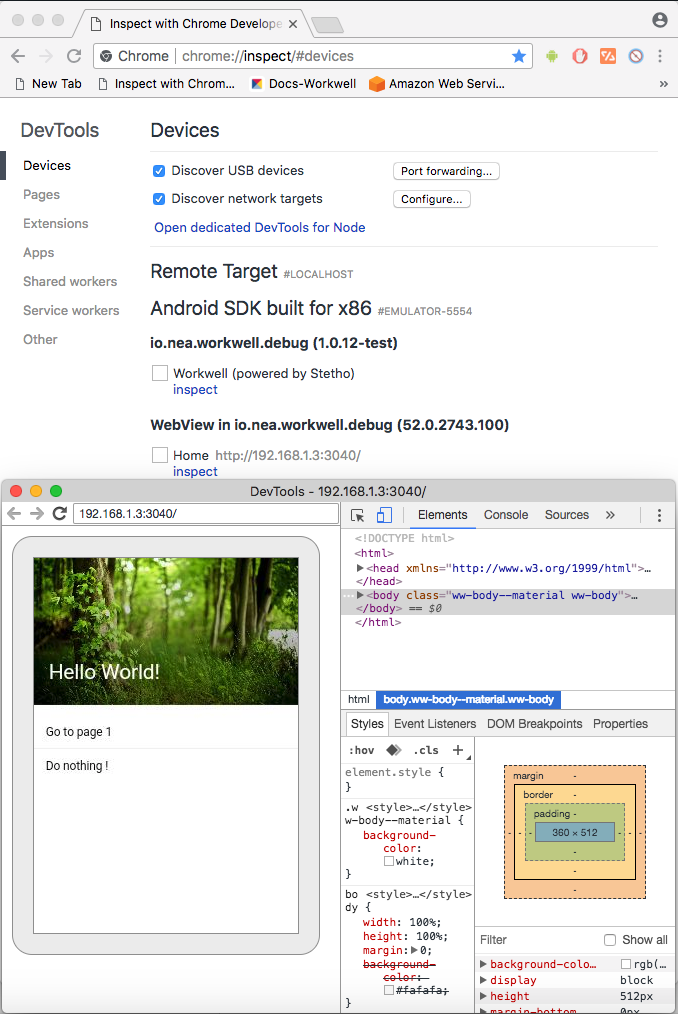 Inspect with Chrome Develope
Chrome chrome://inspect/#devices
New Tab Inspect with Chrom... Docs-Workwell Amazon Web Servi... »
DevTools
Devices
Pages
Extensions
Apps
Shared workers
Service workers
Other
Devices
Discover USB devices Port forwarding...
Discover network targets Configure...
Open dedicated DevTools for Node
Remote Target #LOCALHOST
Android SDK built for x86 #EMULATOR-5554
io.nea.workwell.debug (1.0.12-test)
Workwell (powered by Stetho)
inspect
WebView in io.nea.workwell.debug (52.0.2743.100)
Home http://192.168.1.3:3040/
inspect
DevTools - 192.168.1.3:3040/
192.168.1.3:3040/
Hello World!
Go to page 1
Do nothing !
Elements Console Sources »
<!DOCTYPE html>
<html>
<head xmlns="http://www.w3.org/1999/html">…
</head>
…<body class="ww-body--material ww-body">…
</body> == $0
</html>
html body.ww-body--material.ww-body
Styles Event Listeners DOM Breakpoints Properties
:hov .cls +
element.style {
}
.w <style>…</style>
w-body--material {
background-
color:
white;
}
bo <style>…</style>
dy {
width: 100%;
height: 100%;
margin: 0;
background-
color:
#fafafa;
}
margin -
border -
padding -
- - - 360 × 512 - - -
-
-
-
Filter Show all
background-colo… rgb(…
display block
height 512px
margin-bottom 0px